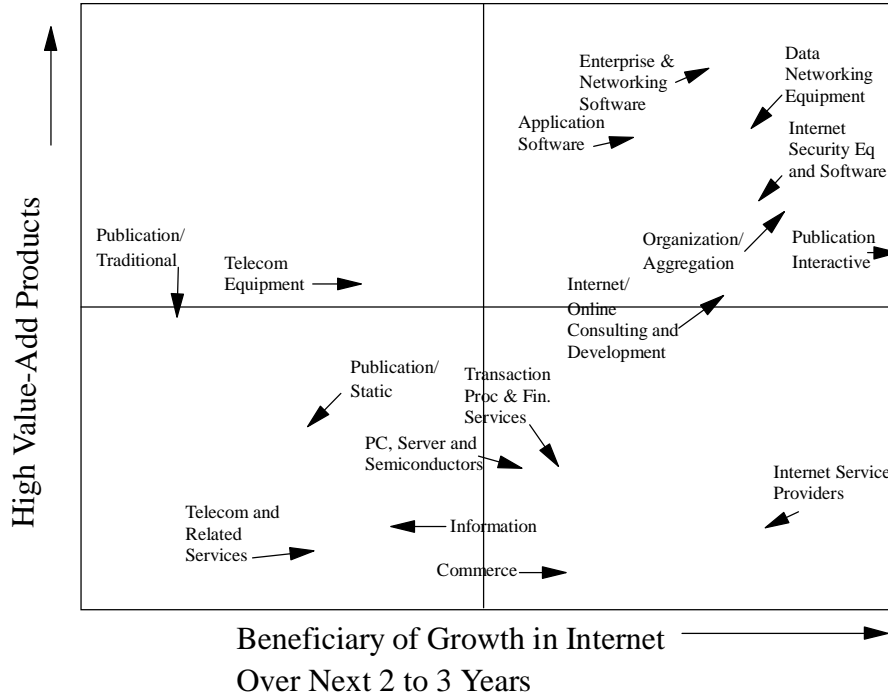 High Value-Add Products
Enterprise &
Networking
Software
Data
Networking
Equipment
Application
Software
Internet
Security Eq
and Software
Publication/
Traditional
Telecom
Equipment
Organization/
Aggregation
Publication
Interactive
Internet/
Online
Consulting and
Development
Publication/
Static
Transaction
Proc & Fin.
Services
PC, Server and
Semiconductors
Internet Service
Providers
Telecom and
Related
Services
Information
Commerce
Beneficiary of Growth in Internet
Over Next 2 to 3 Years